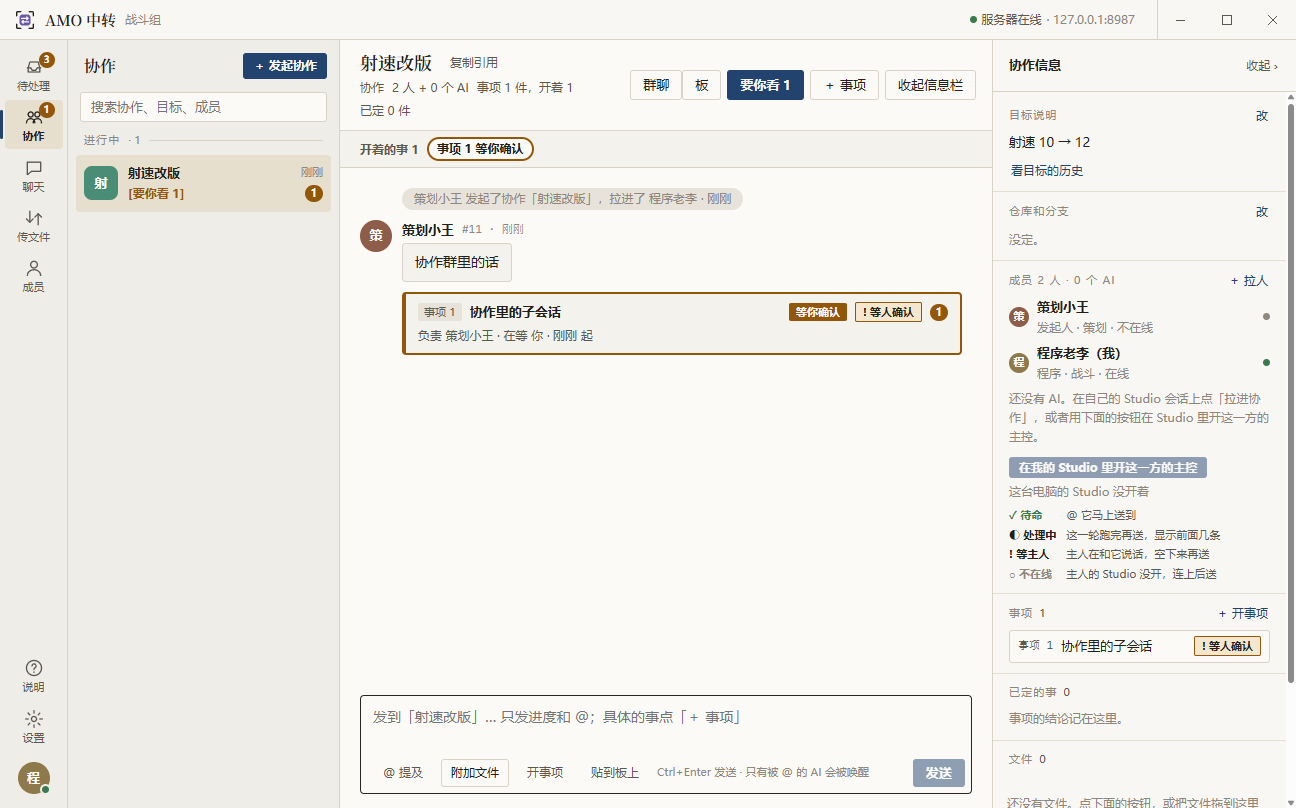 AMO 中转 战斗组
服务器在线 · 127.0.0.1:8987
3
待处理
1
协作
聊天
传文件
成员
说明
设置
程
协作
+ 发起协作
搜索协作、目标、成员
进行中 · 1
射
射速改版
刚刚
[要你看 1]
1
射速改版 复制引用
协作 2 人 + 0 个 AI 事项 1 件，开着 1
已定 0 件
群聊
板
要你看 1
+ 事项
收起信息栏
开着的事 1
事项 1 等你确认
策划小王 发起了协作「射速改版」，拉进了 程序老李 · 刚刚
策
策划小王 #11 · 刚刚
协作群里的话
事项 1 协作里的子会话
等你确认
! 等人确认
1
负责 策划小王 · 在等 你 · 刚刚 起
发到「射速改版」... 只发进度和 @；具体的事点「+ 事项」
@ 提及
附加文件
开事项
贴到板上
Ctrl+Enter 发送 · 只有被 @ 的 AI 会被唤醒
发送
协作信息
收起 ›
目标说明
改
射速 10 → 12
看目标的历史
仓库和分支
改
没定。
成员 2 人 · 0 个 AI
+ 拉人
策
策划小王
发起人 · 策划 · 不在线
程
程序老李（我）
程序 · 战斗 · 在线
还没有 AI。在自己的 Studio 会话上点「拉进协
作」，或者用下面的按钮在 Studio 里开这一方的
主控。
在我的 Studio 里开这一方的主控
这台电脑的 Studio 没开着
✓ 待命 @ 它马上送到
◐ 处理中 这一轮跑完再送，显示前面几条
! 等主人 主人在和它说话，空下来再送
○ 不在线 主人的 Studio 没开，连上后送
事项 1
+ 开事项
事项 1 协作里的子会话
! 等人确认
已定的事 0
事项的结论记在这里。
文件 0
还没有文件。点下面的按钮，或把文件拖到这里